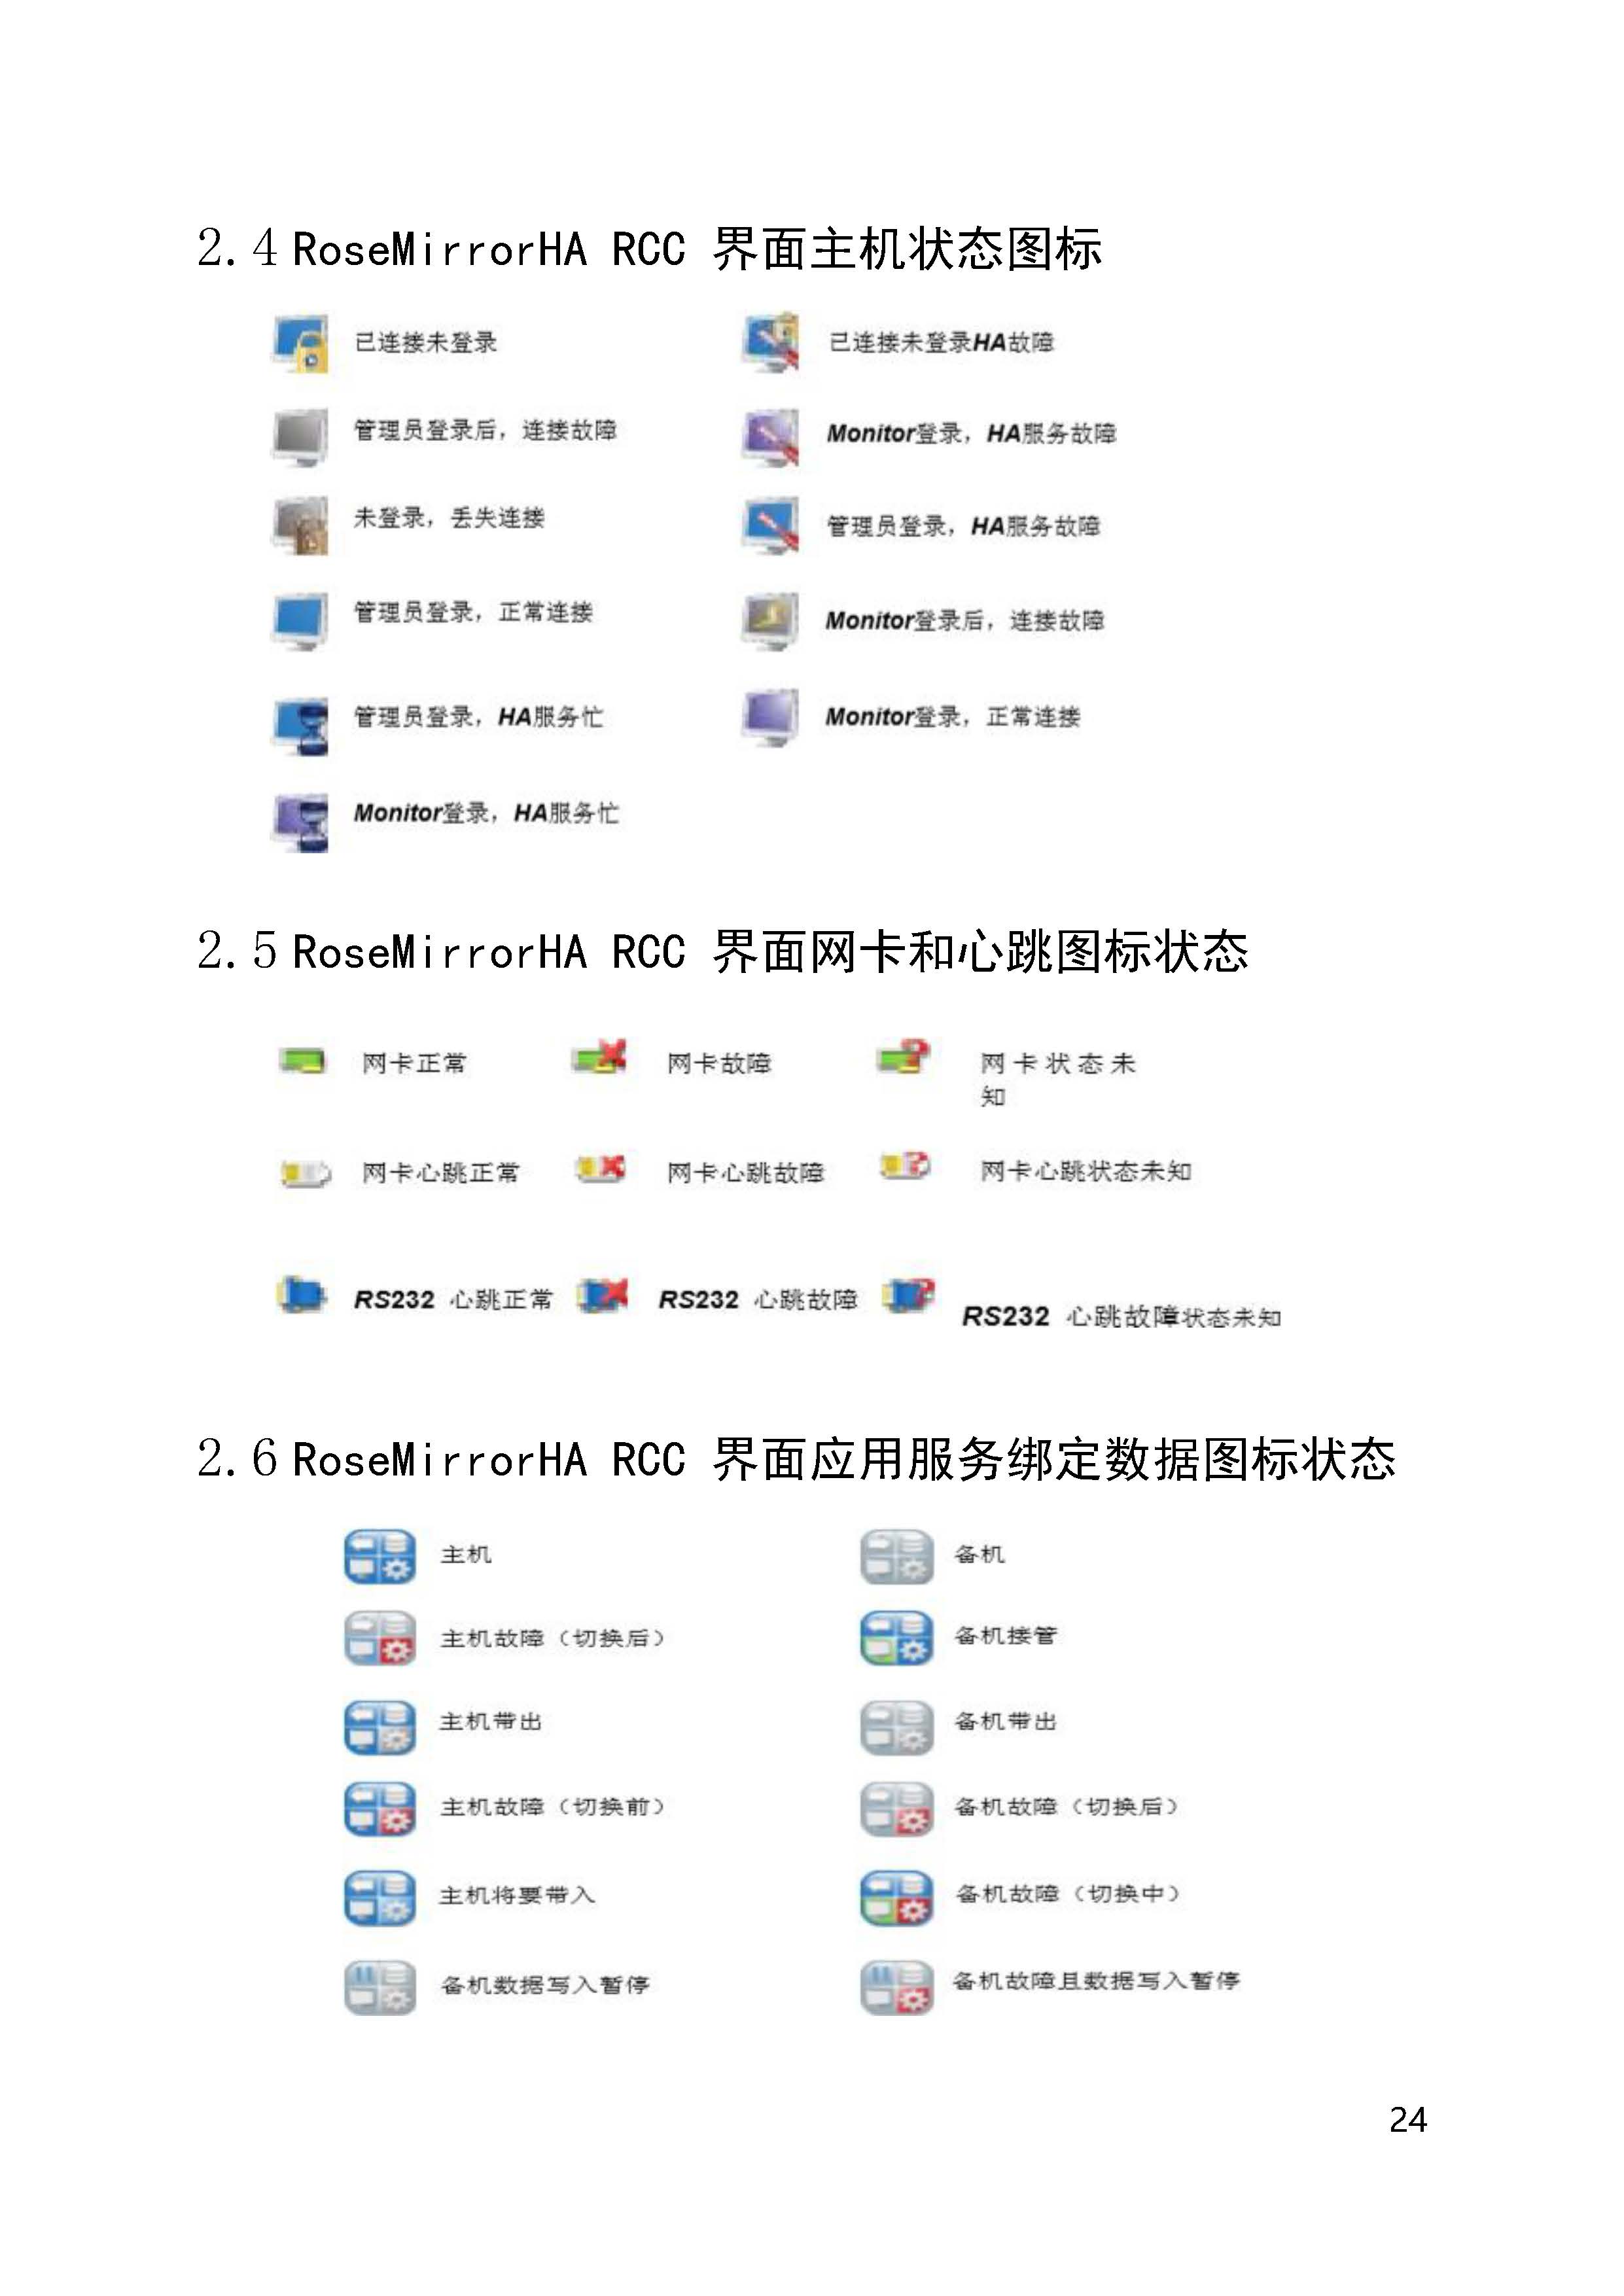 2.4 RoseMirrorHA RCC 界面主机状态图标
已连接未登录
已连接未登录HA故障
管理员登录后，连接故障
Monitor登录，HA服务故障
未登录，丢失连接
管理员登录，HA服务故障
管理员登录，正常连接
Monitor登录后，连接故障
管理员登录，HA服务忙
Monitor登录，正常连接
Monitor登录，HA服务忙
2.5 RoseMirrorHA RCC 界面网卡和心跳图标状态
网卡正常
网卡故障
网卡状态未
知
网卡心跳正常
网卡心跳故障
网卡心跳状态未知
RS232 心跳正常
RS232 心跳故障
RS232 心跳故障状态未知
2.6 RoseMirrorHA RCC 界面应用服务绑定数据图标状态
主机
备机
主机故障（切换后）
备机接管
主机带出
备机带出
主机故障（切换前）
备机故障（切换后）
主机将要带入
备机故障（切换中）
备机数据写入暂停
备机故障且数据写入暂停
24